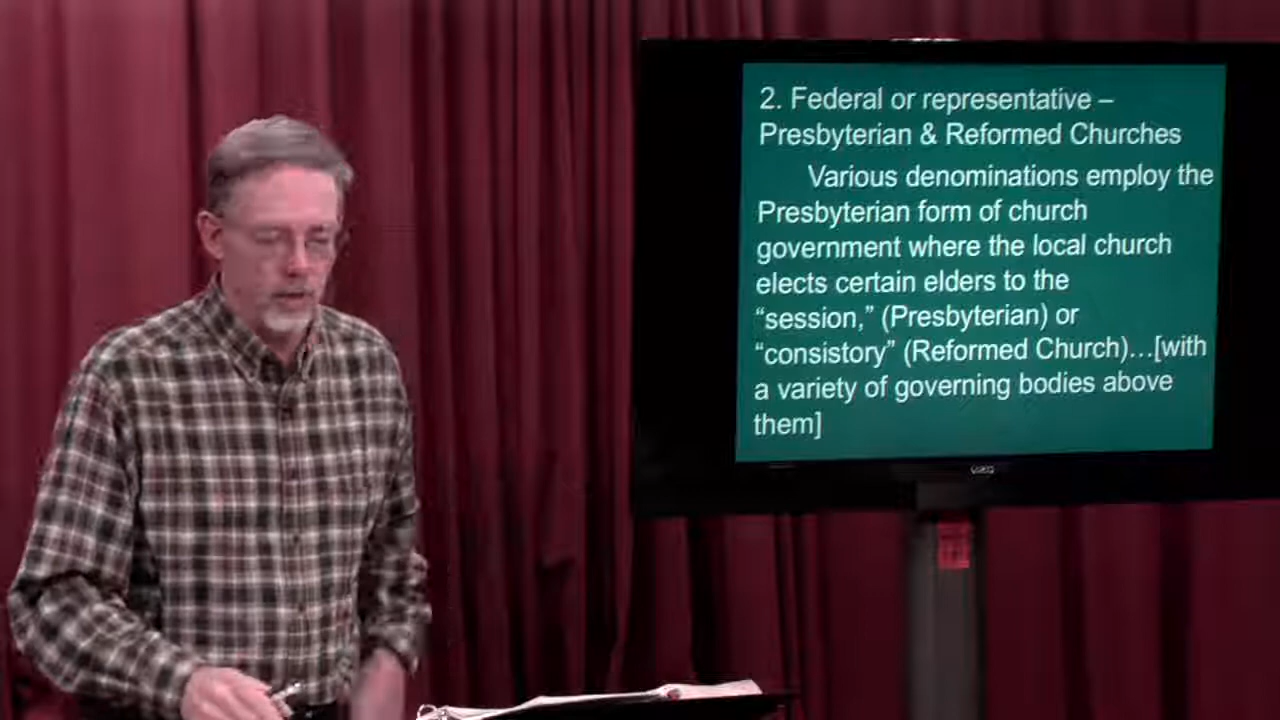 2. Federal or representative –
Presbyterian & Reformed Churches
Various denominations employ the
Presbyterian form of church
government where the local church
elects certain elders to the
“session,” (Presbyterian) or
“consistory” (Reformed Church)…[with
a variety of governing bodies above
them]